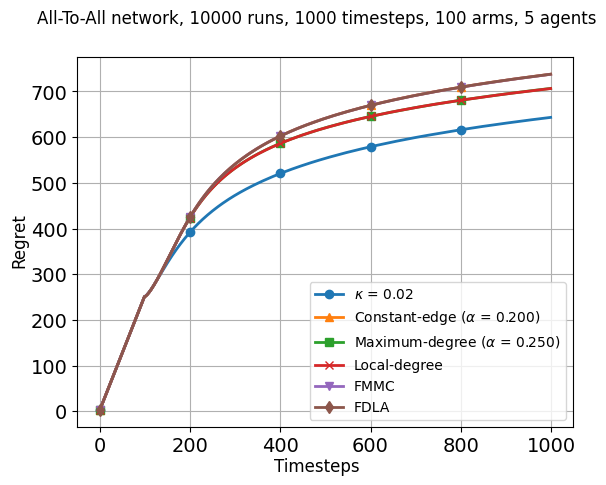 All-To-All network, 10000 runs, 1000 timesteps, 100 arms, 5 agents
700
600
500
400
300
200
100
0
Regret
κ = 0.02
Constant-edge (α = 0.200)
Maximum-degree (α = 0.250)
Local-degree
FMMC
FDLA
0 200 400 600 800 1000
Timesteps